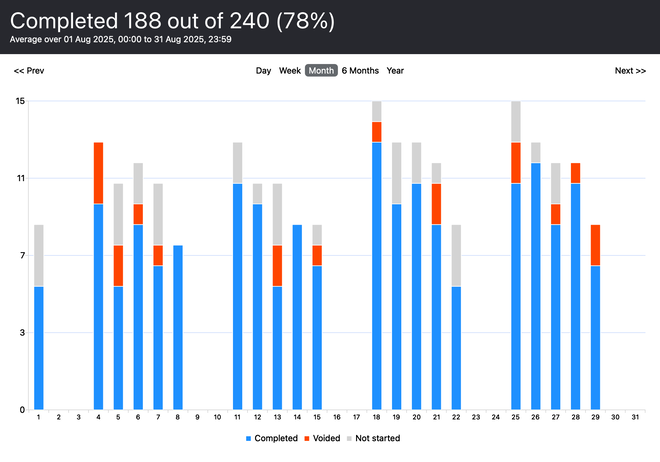 Completed 188 out of 240 (78%)
Average over 01 Aug 2025, 00:00 to 31 Aug 2025, 23:59
<< Prev Day Week Month 6 Months Year Next >>
15
11
7
3
0
1 2 3 4 5 6 7 8 9 10 11 12 13 14 15 16 17 18 19 20 21 22 23 24 25 26 27 28 29 30 31
Completed Voided Not started